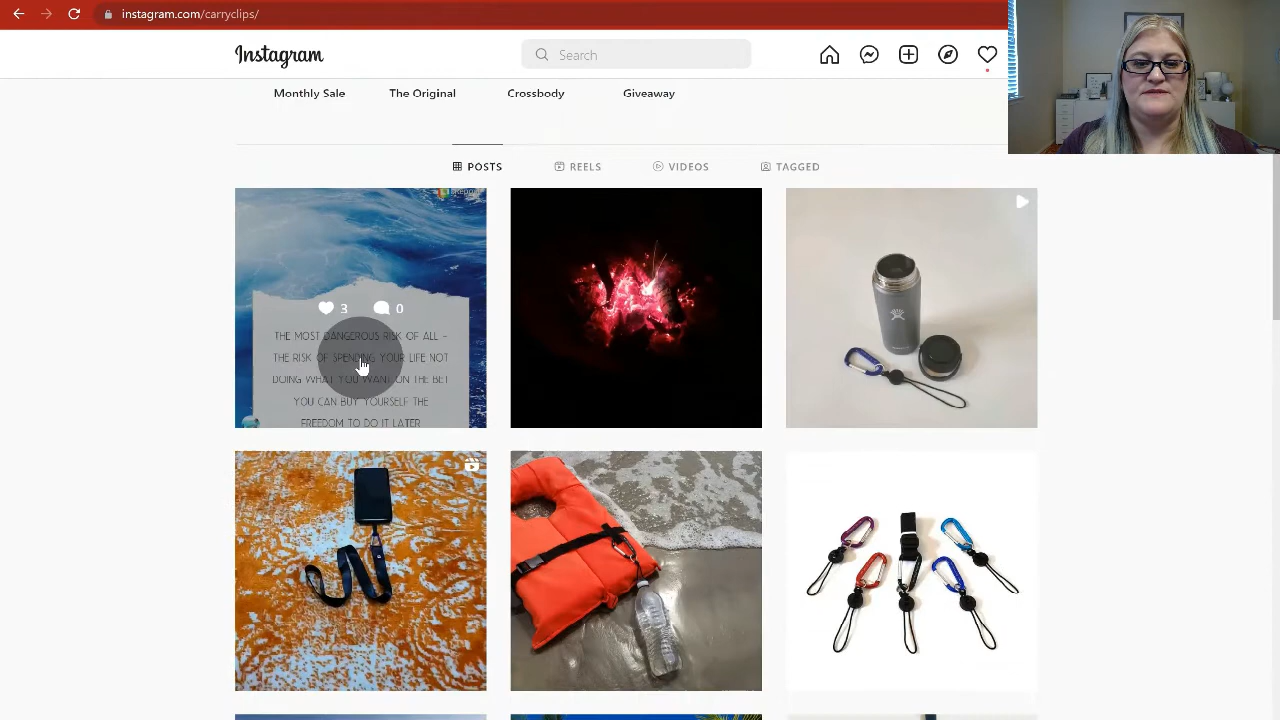 instagram.com/carryclips/
Instagram
Search
Monthly Sale
The Original
Crossbody
Giveaway
POSTS
REELS
VIDEOS
TAGGED
3
0
THE MOST DANGEROUS RISK OF ALL -
THE RISK OF SPENDING YOUR LIFE NOT
DOING WHAT YOU WANT ON THE BET
YOU CAN BUY YOURSELF THE
FREEDOM TO DO IT LATER